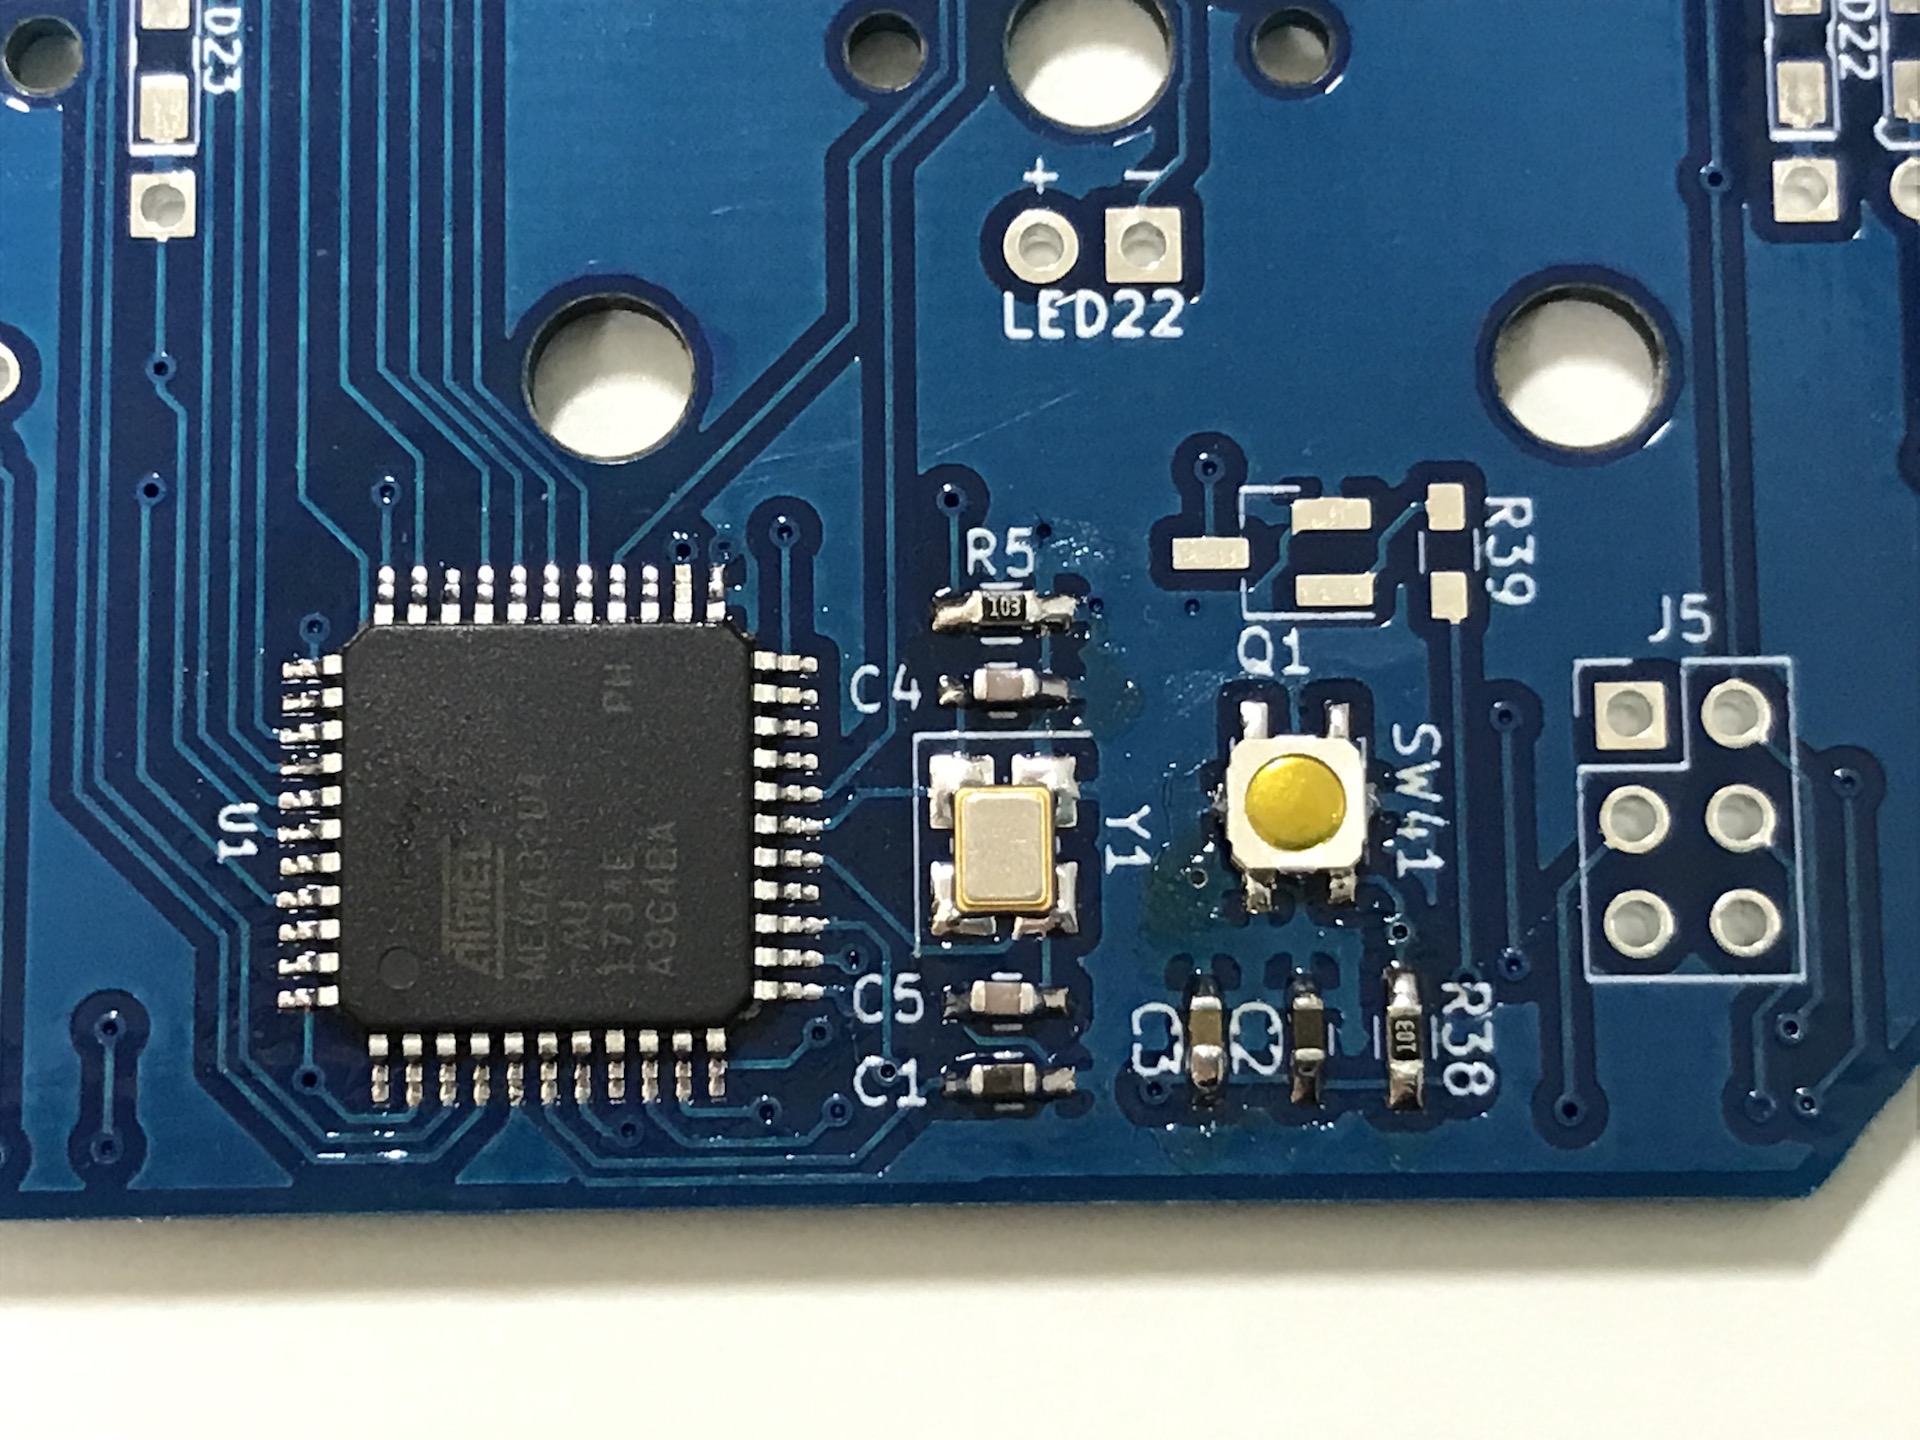 D23
D22
+ -
LED22
R5
103
R39
Q1
J5
C4
PH
SW41
U1
Y1
ATMEL
MEGA32U4
AU
1734E
A9G4BA
C5
C3
C2
103
R38
C1